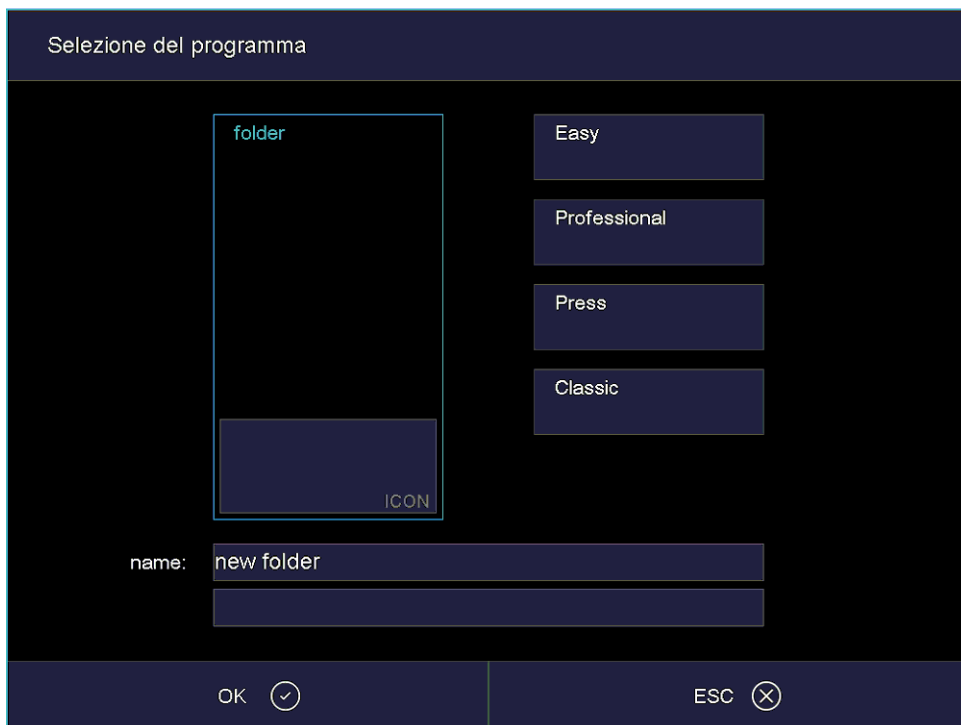 Selezione del programma
folder
ICON
Easy
Professional
Press
Classic
name:
new folder
OK
ESC